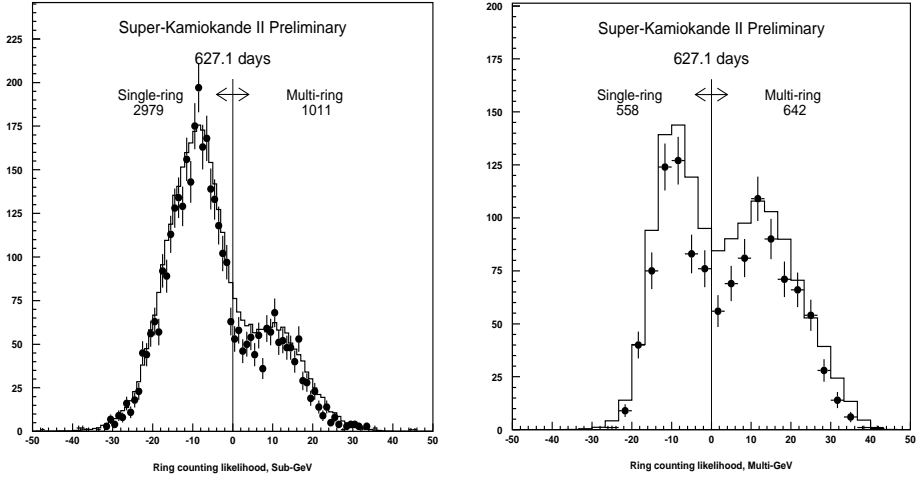 Super-Kamiokande II Preliminary
627.1 days
Single-ring
2979
Multi-ring
1011
225
200
175
150
125
100
75
50
25
0
-50 -40 -30 -20 -10 0 10 20 30 40 50
Ring counting likelihood, Sub-GeV
Super-Kamiokande II Preliminary
627.1 days
Single-ring
558
Multi-ring
642
200
175
150
125
100
75
50
25
0
-50 -40 -30 -20 -10 0 10 20 30 40 50
Ring counting likelihood, Multi-GeV